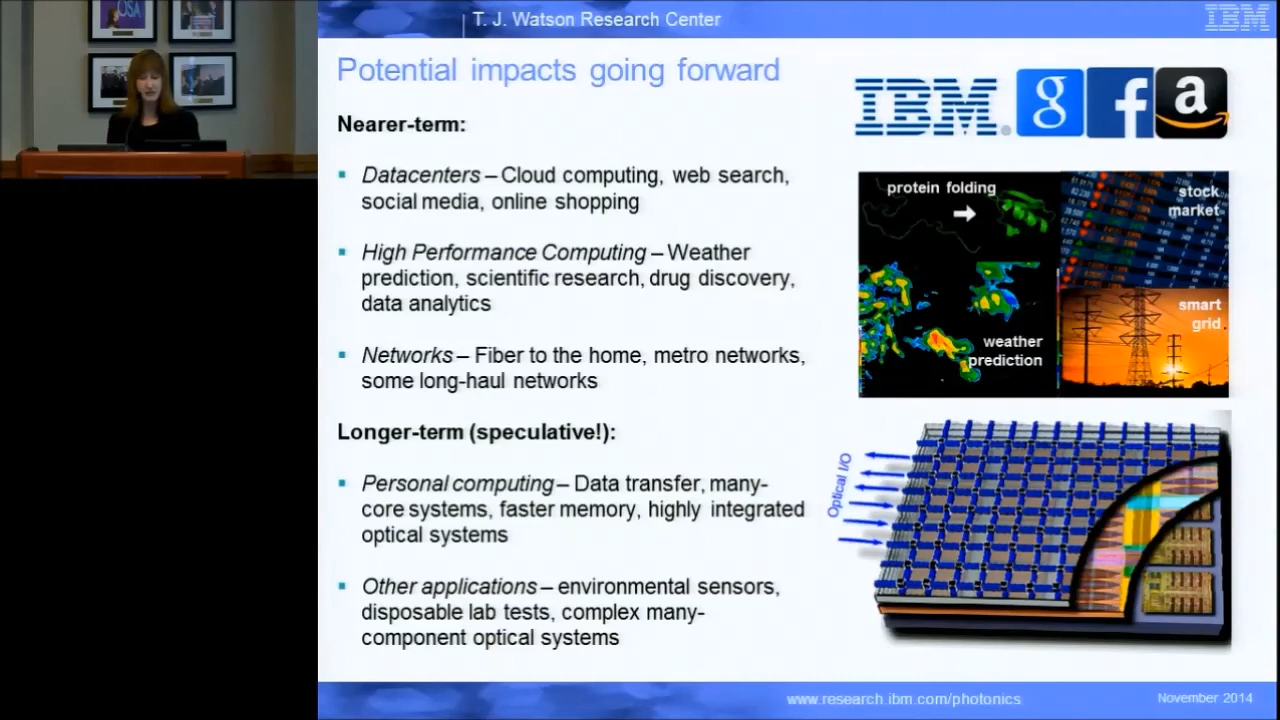 OSA
T. J. Watson Research Center
IBM
Potential impacts going forward
IBM®
g
f
a
Nearer-term:
▪ Datacenters – Cloud computing, web search,
social media, online shopping
▪ High Performance Computing – Weather
prediction, scientific research, drug discovery,
data analytics
▪ Networks – Fiber to the home, metro networks,
some long-haul networks
Longer-term (speculative!):
▪ Personal computing – Data transfer, many-
core systems, faster memory, highly integrated
optical systems
▪ Other applications – environmental sensors,
disposable lab tests, complex many-
component optical systems
protein folding
stock
market
weather
prediction
smart
grid
Optical I/O
www.research.ibm.com/photonics
November 2014